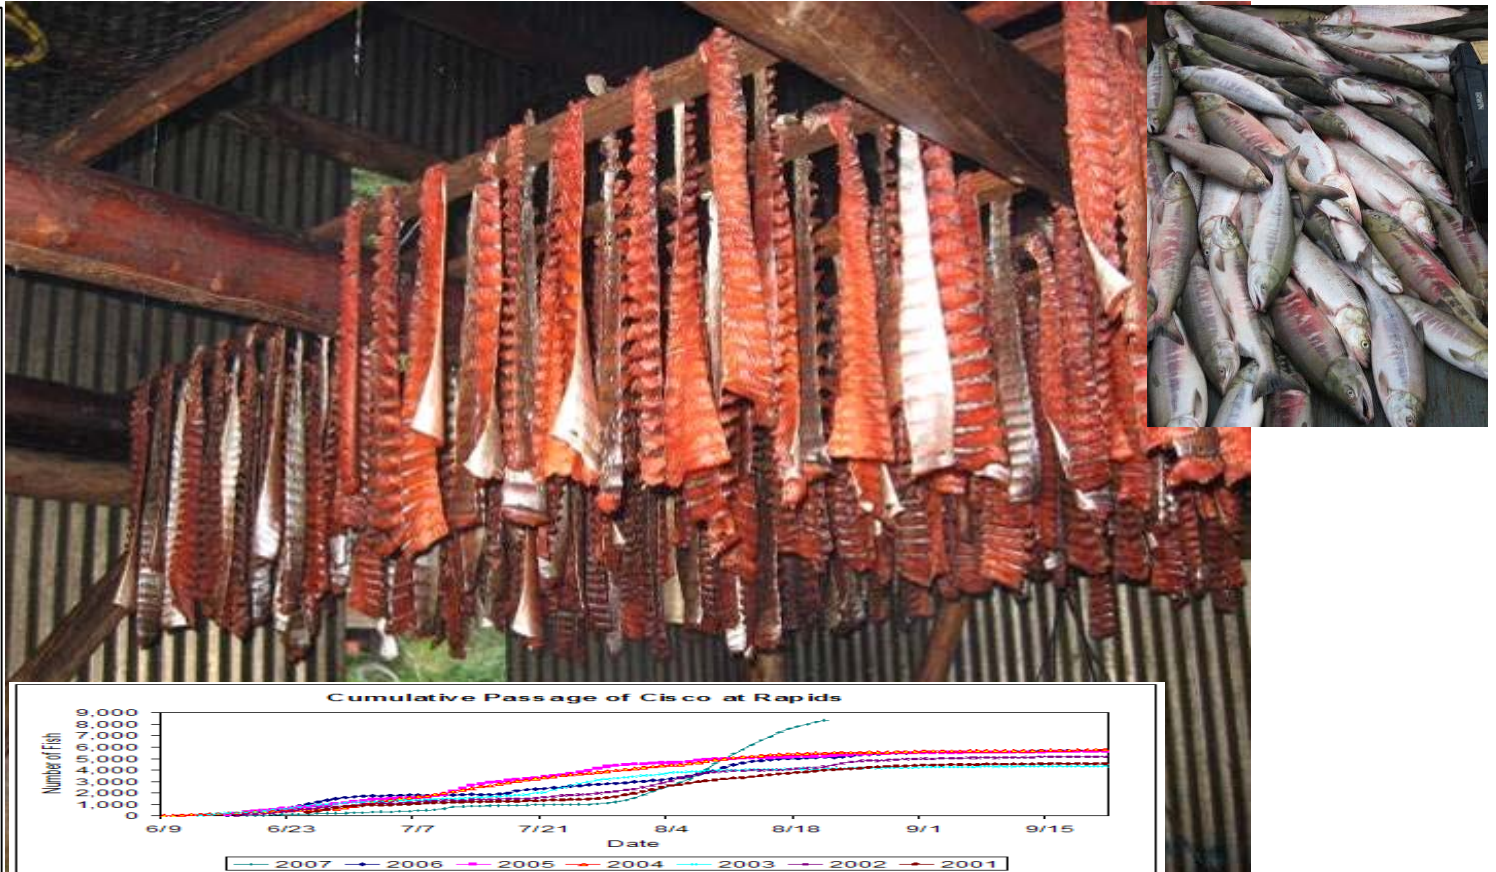 Cumulative Passage of Cisco at Rapids
Number of Fish
9,000
8,000
7,000
6,000
5,000
4,000
3,000
2,000
1,000
0
6/9 6/23 7/7 7/21 8/4 8/18 9/1 9/15
Date
2007 2006 2005 2004 2003 2002 2001